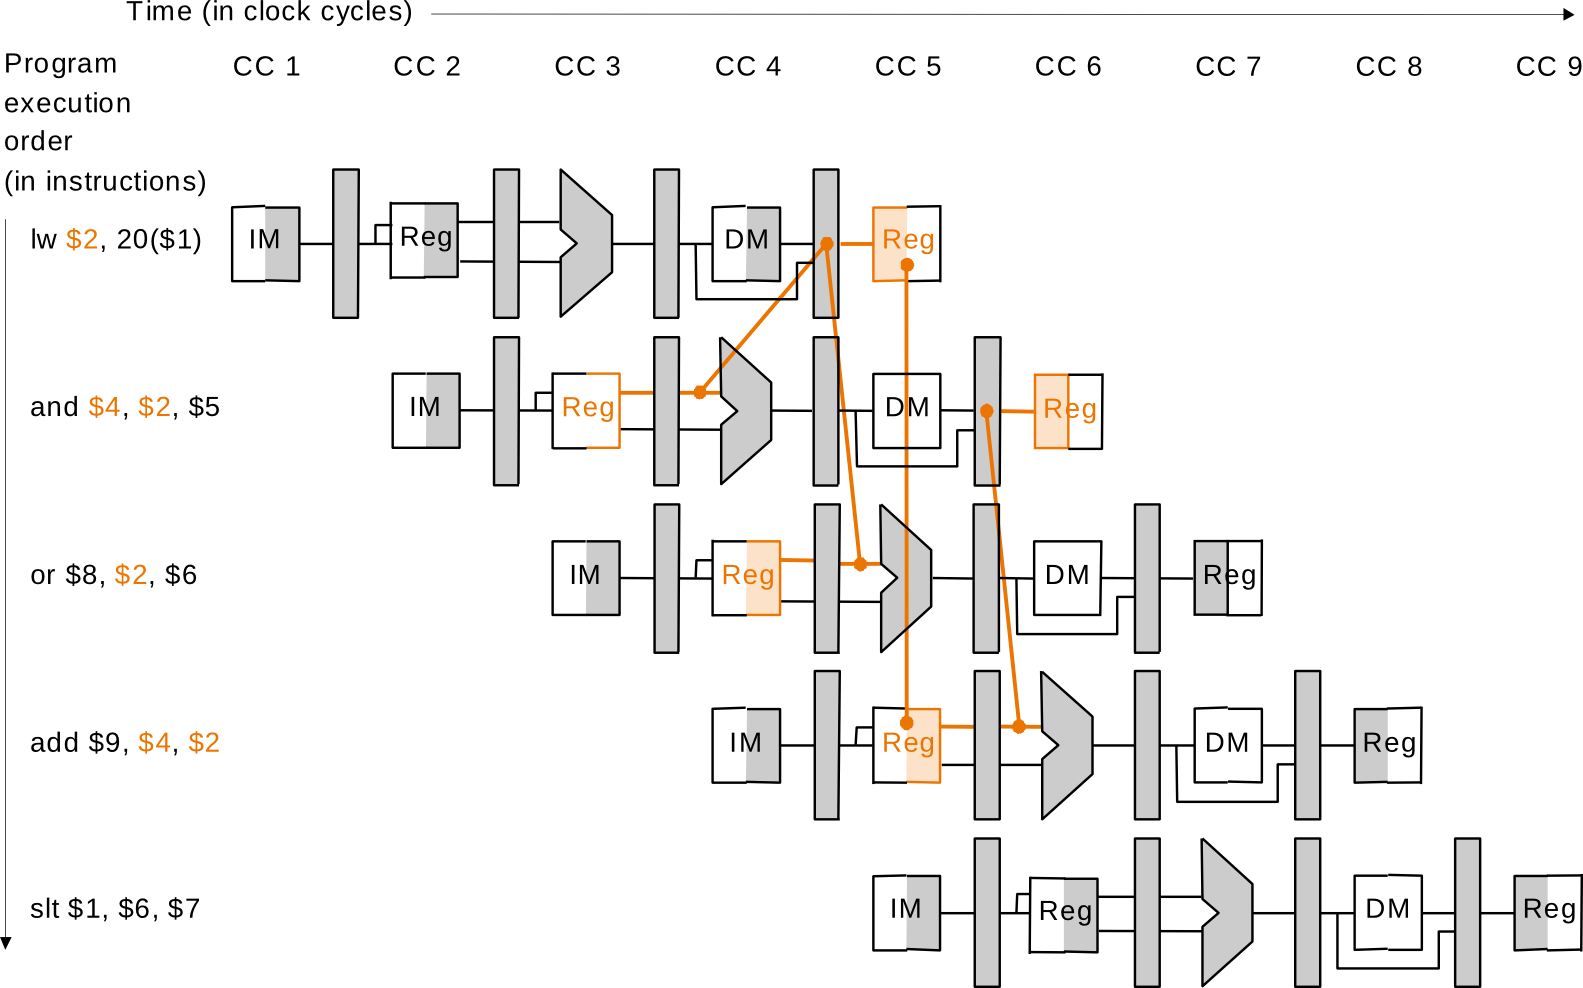 Time (in clock cycles)
Program
execution
order
(in instructions)
CC 1 CC 2 CC 3 CC 4 CC 5 CC 6 CC 7 CC 8 CC 9
lw $2, 20($1) IM Reg DM Reg
and $4, $2, $5 IM Reg DM Reg
or $8, $2, $6 IM Reg DM Reg
add $9, $4, $2 IM Reg DM Reg
slt $1, $6, $7 IM Reg DM Reg